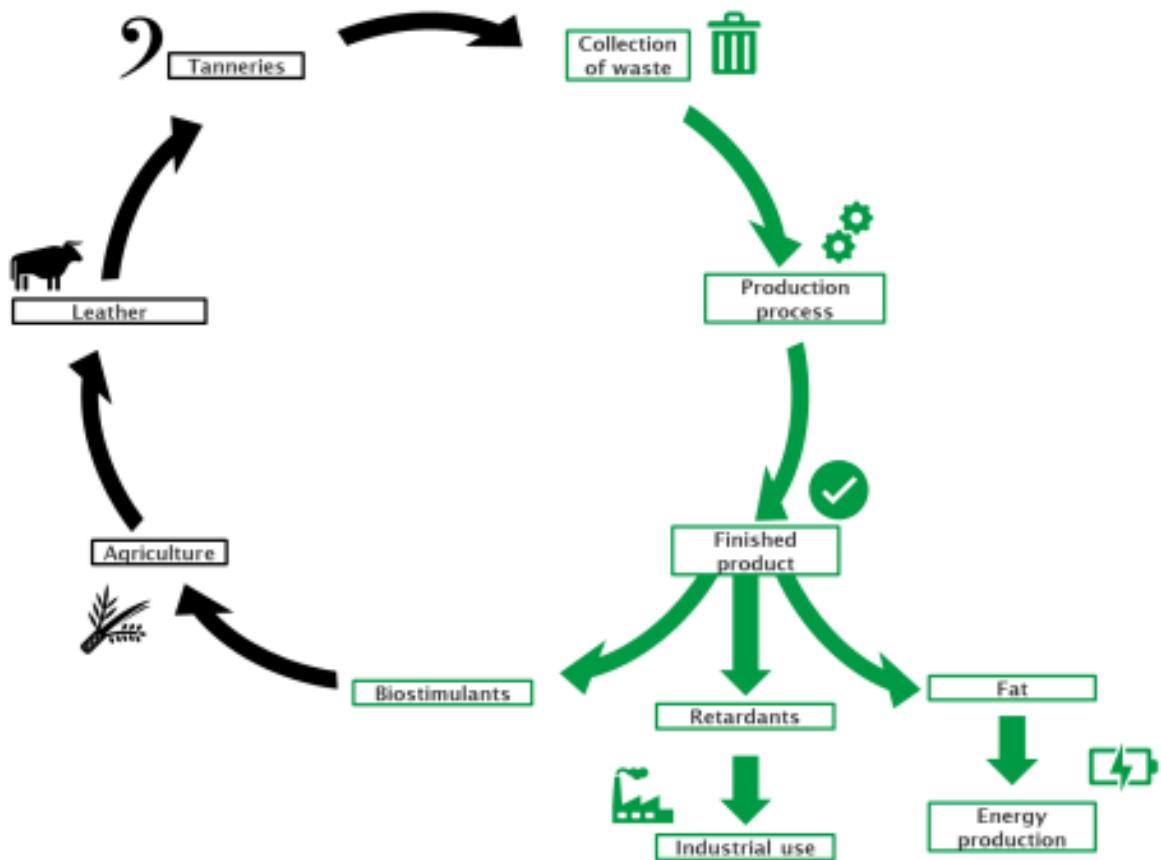 Tanneries
Collection
of waste
Production
process
Leather
Finished
product
Agriculture
Biostimulants
Fat
Retardants
Energy
production
Industrial use